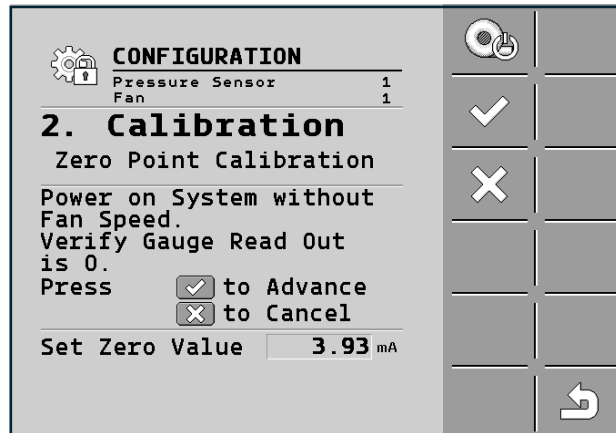 CONFIGURATION
Pressure Sensor 1
Fan 1
2. Calibration
Zero Point Calibration
Power on System without
Fan Speed.
Verify Gauge Read Out
is 0.
Press to Advance
to Cancel
Set Zero Value 3.93 mA